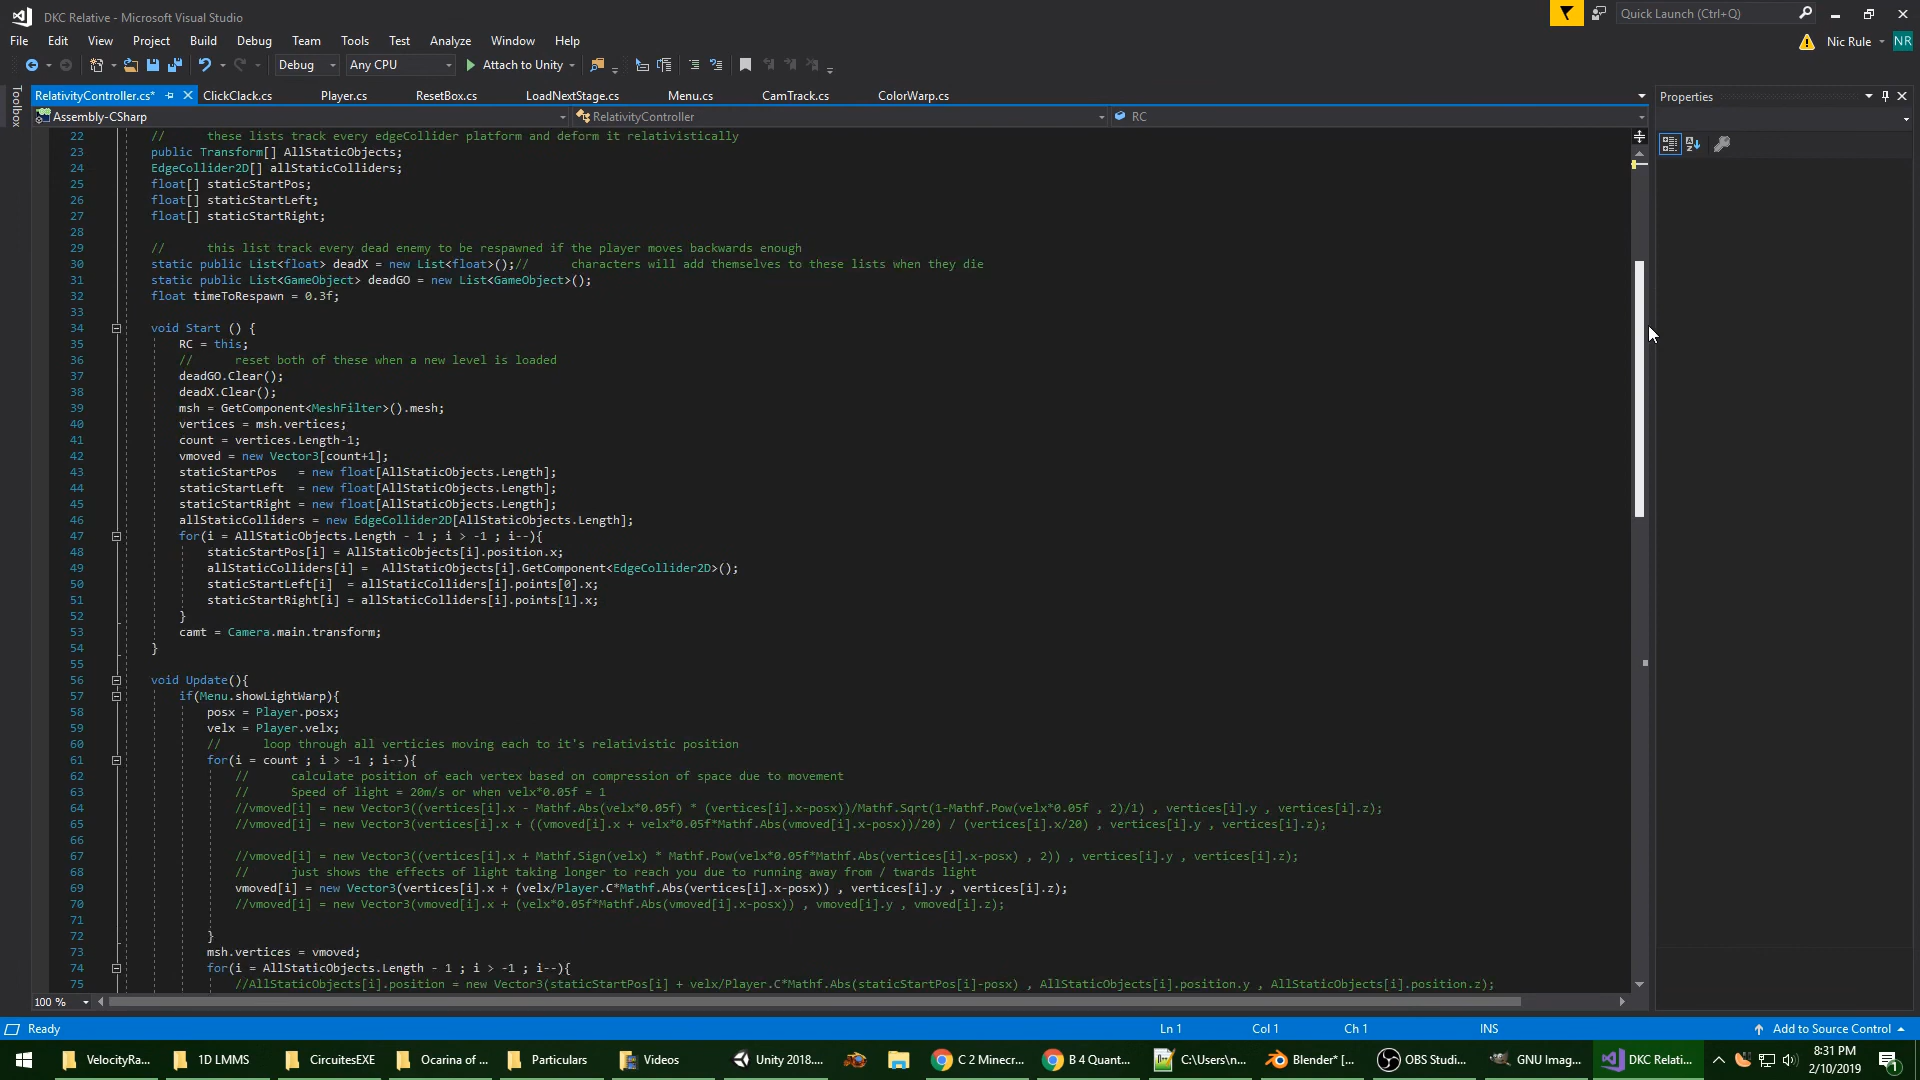 DKC Relative - Microsoft Visual Studio
Quick Launch (Ctrl+Q)
File Edit View Project Build Debug Team Tools Test Analyze Window Help
Nic Rule NR
Debug Any CPU Attach to Unity
Toolbox
RelativityController.cs* ClickClack.cs Player.cs ResetBox.cs LoadNextStage.cs Menu.cs CamTrack.cs ColorWarp.cs
Properties
Assembly-CSharp RelativityController RC
22 // these lists track every edgeCollider platform and deform it relativistically
23 public Transform[] AllStaticObjects;
24 EdgeCollider2D[] allStaticColliders;
25 float[] staticStartPos;
26 float[] staticStartLeft;
27 float[] staticStartRight;
28
29 // this list track every dead enemy to be respawned if the player moves backwards enough
30 static public List<float> deadX = new List<float>();// characters will add themselves to these lists when they die
31 static public List<GameObject> deadGO = new List<GameObject>();
32 float timeToRespawn = 0.3f;
33
34 void Start () {
35 RC = this;
36 // reset both of these when a new level is loaded
37 deadGO.Clear();
38 deadX.Clear();
39 msh = GetComponent<MeshFilter>().mesh;
40 vertices = msh.vertices;
41 count = vertices.Length-1;
42 vmoved = new Vector3[count+1];
43 staticStartPos = new float[AllStaticObjects.Length];
44 staticStartLeft = new float[AllStaticObjects.Length];
45 staticStartRight = new float[AllStaticObjects.Length];
46 allStaticColliders = new EdgeCollider2D[AllStaticObjects.Length];
47 for(i = AllStaticObjects.Length - 1 ; i > -1 ; i--){
48 staticStartPos[i] = AllStaticObjects[i].position.x;
49 allStaticColliders[i] = AllStaticObjects[i].GetComponent<EdgeCollider2D>();
50 staticStartLeft[i] = allStaticColliders[i].points[0].x;
51 staticStartRight[i] = allStaticColliders[i].points[1].x;
52 }
53 camt = Camera.main.transform;
54 }
55
56 void Update(){
57 if(Menu.showLightWarp){
58 posx = Player.posx;
59 velx = Player.velx;
60 // loop through all verticies moving each to it's relativistic position
61 for(i = count ; i > -1 ; i--){
62 // calculate position of each vertex based on compression of space due to movement
63 // Speed of light = 20m/s or when velx*0.05f = 1
64 //vmoved[i] = new Vector3((vertices[i].x - Mathf.Abs(velx*0.05f) * (vertices[i].x-posx))/Mathf.Sqrt(1-Mathf.Pow(velx*0.05f , 2)/1) , vertices[i].y , vertices[i].z);
65 //vmoved[i] = new Vector3(vertices[i].x + ((vmoved[i].x + velx*0.05f*Mathf.Abs(vmoved[i].x-posx))/20) / (vertices[i].x/20) , vertices[i].y , vertices[i].z);
66
67 //vmoved[i] = new Vector3((vertices[i].x + Mathf.Sign(velx) * Mathf.Pow(velx*0.05f*Mathf.Abs(vertices[i].x-posx) , 2)) , vertices[i].y , vertices[i].z);
68 // just shows the effects of light taking longer to reach you due to running away from / twards light
69 vmoved[i] = new Vector3(vertices[i].x + (velx/Player.C*Mathf.Abs(vertices[i].x-posx)) , vertices[i].y , vertices[i].z);
70 //vmoved[i] = new Vector3(vmoved[i].x + (velx*0.05f*Mathf.Abs(vmoved[i].x-posx)) , vmoved[i].y , vmoved[i].z);
71
72 }
73 msh.vertices = vmoved;
74 for(i = AllStaticObjects.Length - 1 ; i > -1 ; i--){
75 //AllStaticObjects[i].position = new Vector3(staticStartPos[i] + velx/Player.C*Mathf.Abs(staticStartPos[i]-posx) , AllStaticObjects[i].position.y , AllStaticObjects[i].position.z);
100 %
Ready Ln 1 Col 1 Ch 1 INS Add to Source Control
VelocityRa... 1D LMMS CircuitesEXE Ocarina of ... Particulars Videos Unity 2018.... C 2 Minecr... B 4 Quant... C:\Users\n... Blender* [... OBS Studi... GNU Imag... DKC Relati... 8:31 PM
2/10/2019 1